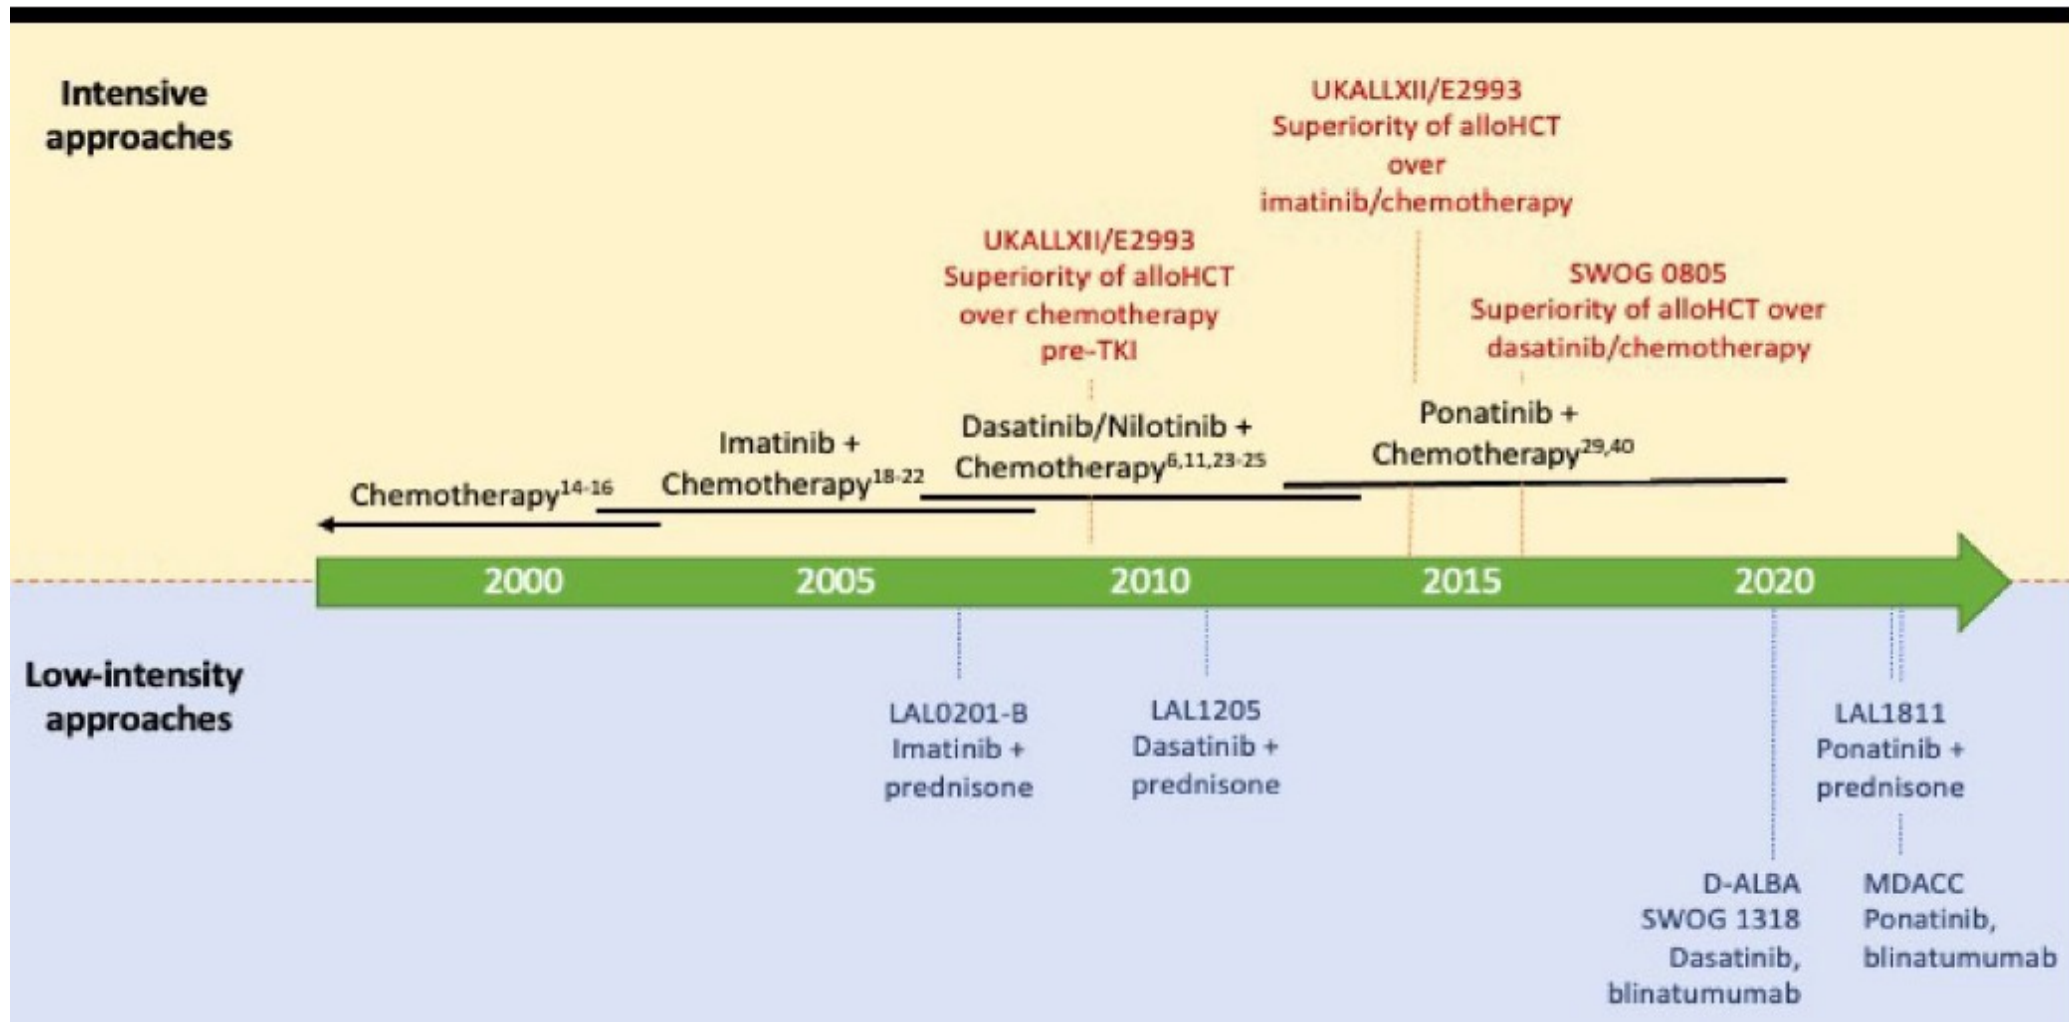 Intensive
approaches
UKALLXII/E2993
Superiority of alloHCT
over
imatinib/chemotherapy
UKALLXII/E2993
Superiority of alloHCT
over chemotherapy
pre-TKI
SWOG 0805
Superiority of alloHCT over
dasatinib/chemotherapy
Chemotherapy14-16
Imatinib +
Chemotherapy18-22
Dasatinib/Nilotinib +
Chemotherapy6,11,23-25
Ponatinib +
Chemotherapy29,40
2000 2005 2010 2015 2020
Low-intensity
approaches
LAL0201-B
Imatinib +
prednisone
LAL1205
Dasatinib +
prednisone
LAL1811
Ponatinib +
prednisone
D-ALBA
SWOG 1318
Dasatinib,
blinatumumab
MDACC
Ponatinib,
blinatumumab